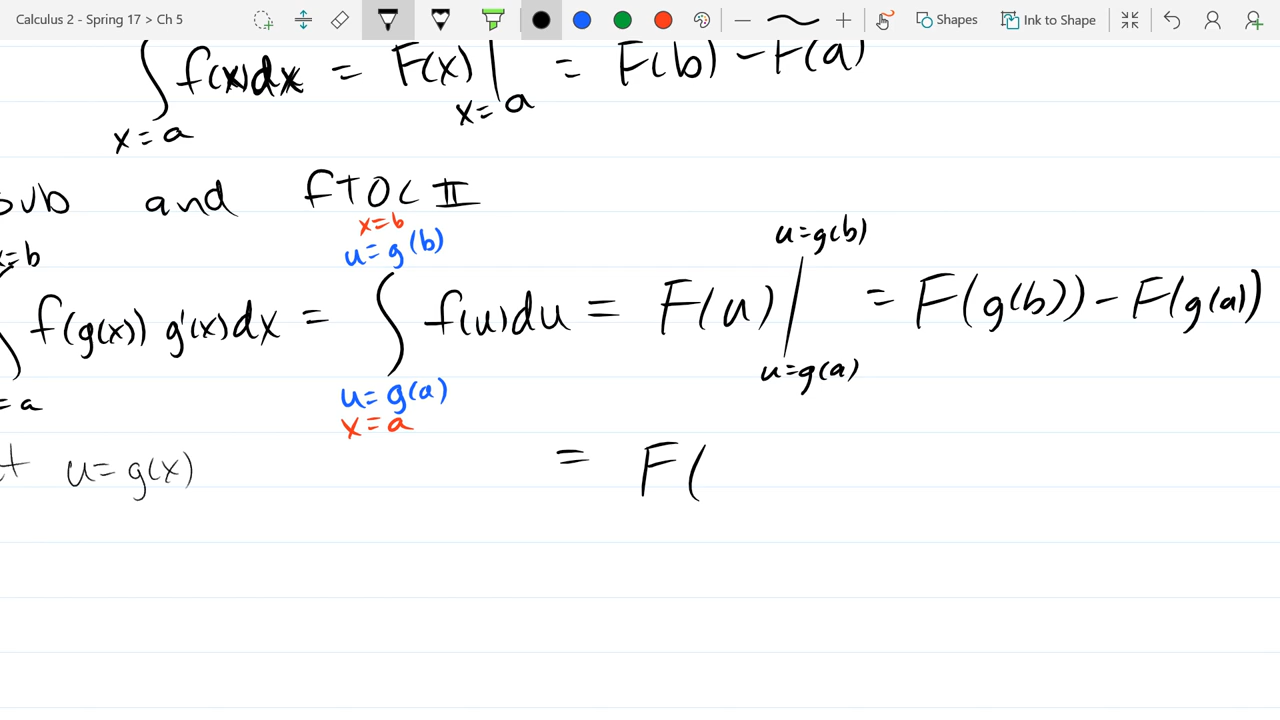 Calculus 2 - Spring 17 > Ch 5 Shapes Ink to Shape
∫ f(x)dx = F(x) | = F(b) - F(a)
x=a x=a
sub and FTOC II
x=b
x=b u=g(b) u=g(b)
∫ f(g(x)) g'(x)dx = ∫ f(u)du = F(u) | = F(g(b)) - F(g(a))
= a u=g(a) u=g(a)
x=a
u=g(x) = F(